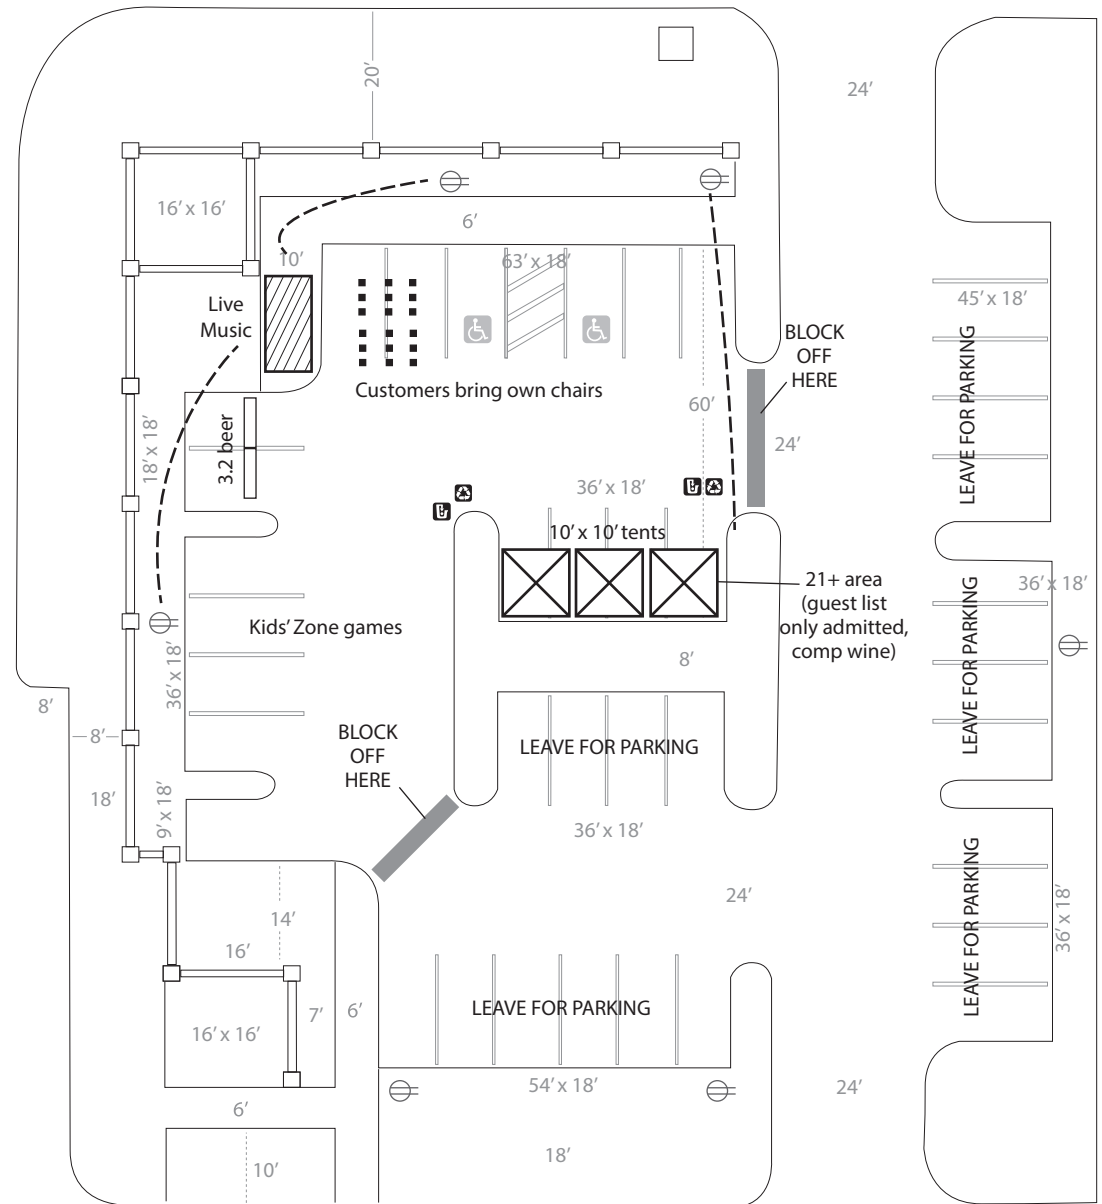 20’
24’
16’ x 16’
6’
10’
63’ x 18’
45’ x 18’
Live
Music
BLOCK
OFF
HERE
Customers bring own chairs
60’
24’
LEAVE FOR PARKING
3.2 beer
18’ x 18’
36’ x 18’
10’ x 10’ tents
21+ area
(guest list
only admitted,
comp wine)
36’ x 18’
LEAVE FOR PARKING
Kids’ Zone games
8’
36’ x 18’
8’
8’
BLOCK
OFF
HERE
LEAVE FOR PARKING
18’
9’ x 18’
36’ x 18’
24’
LEAVE FOR PARKING
36’ x 18’
14’
16’
16’ x 16’
7’
6’
LEAVE FOR PARKING
54’ x 18’
24’
6’
18’
10’